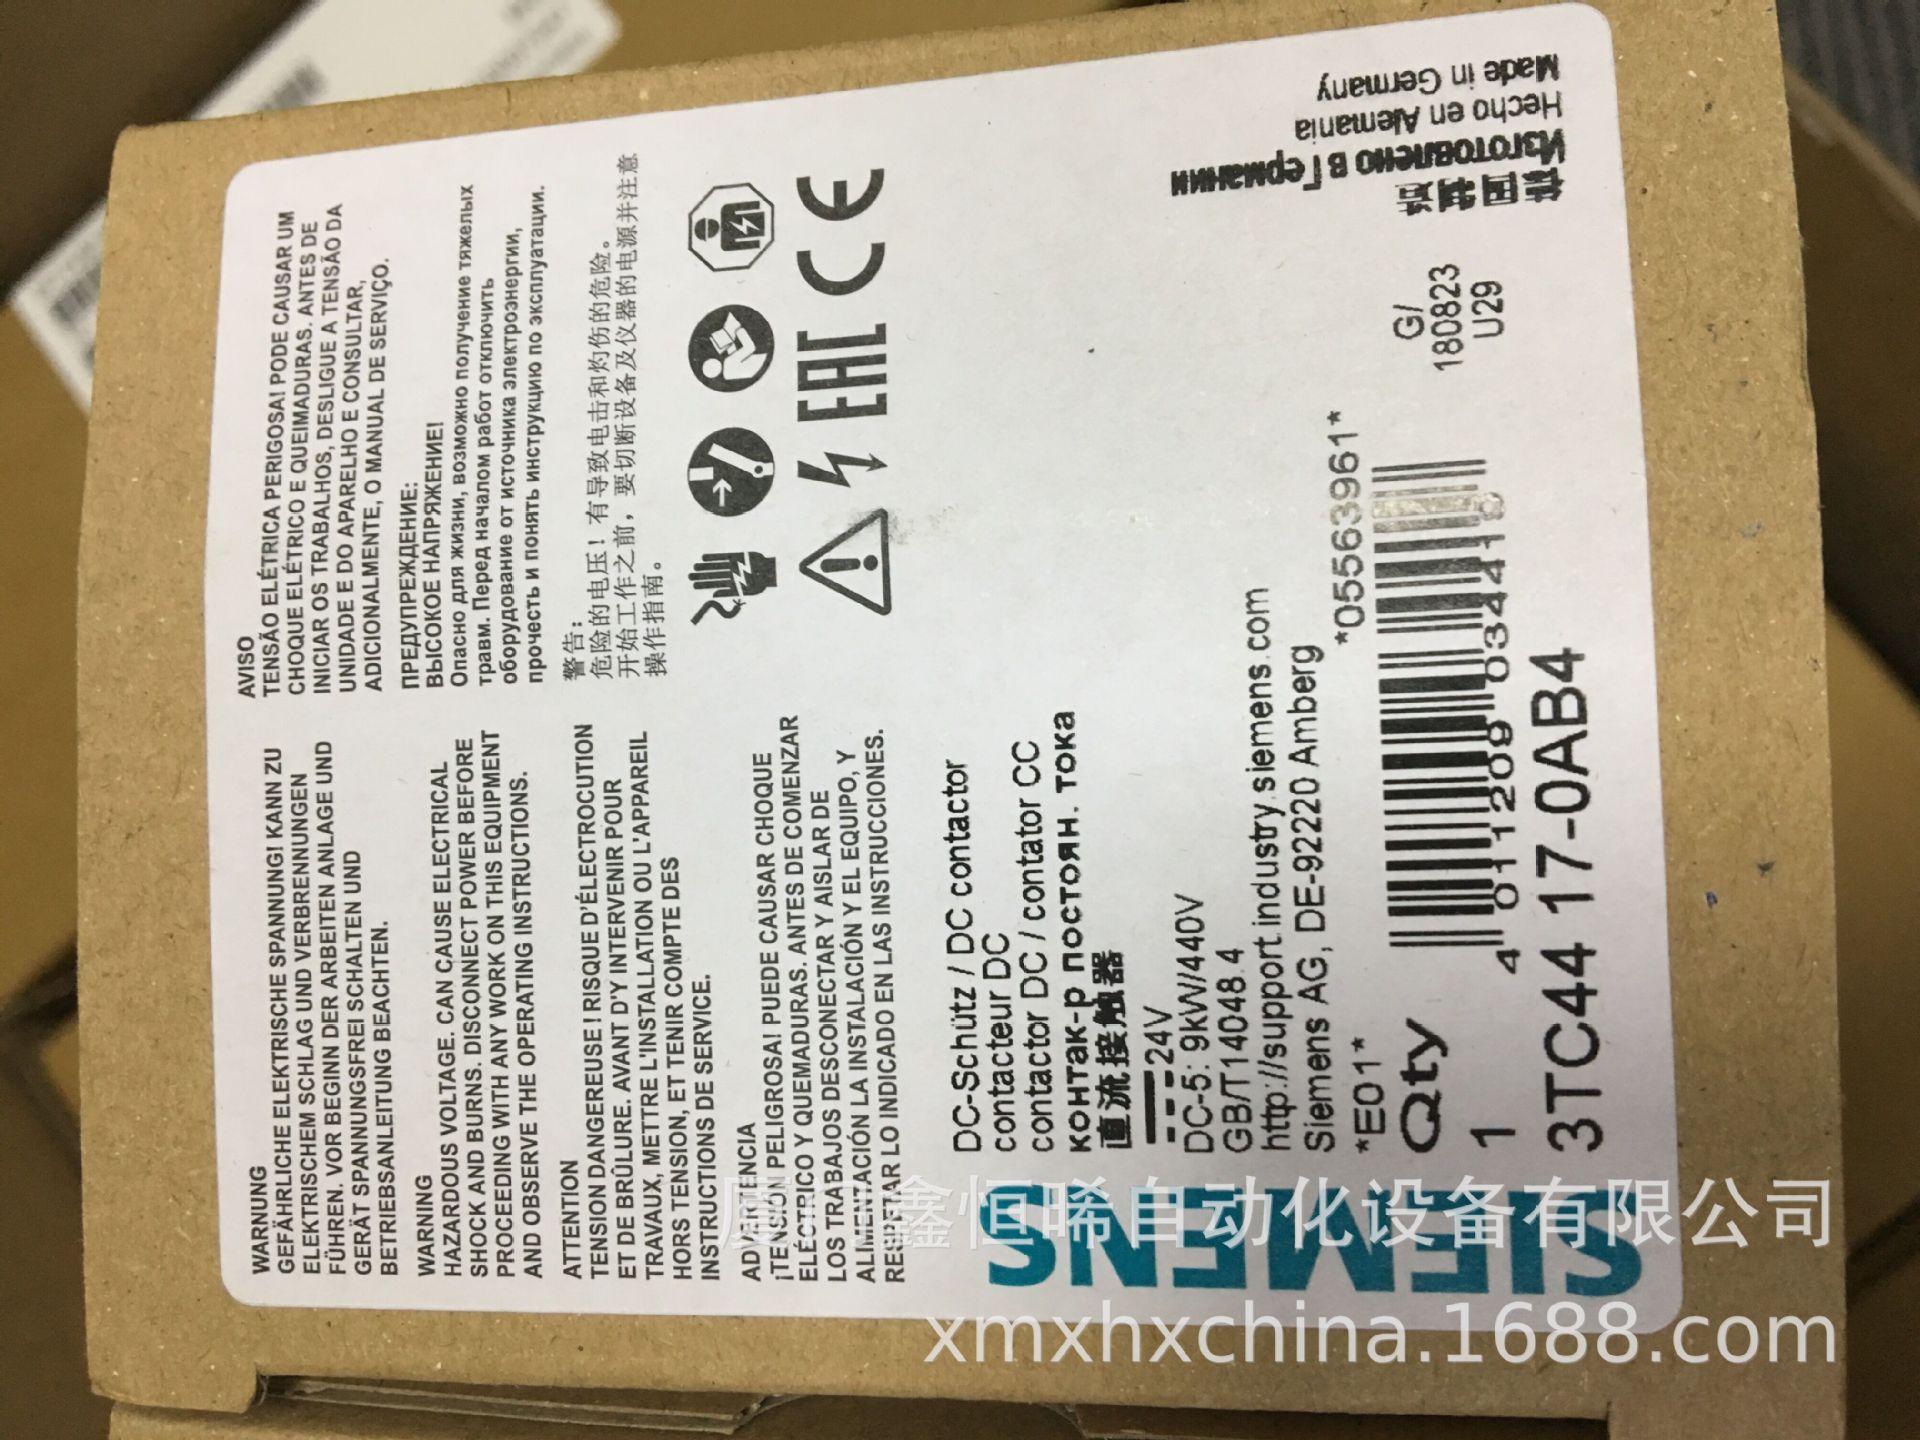 WARNUNG
GEFÄHRLICHE ELEKTRISCHE SPANNUNG! KANN ZU
ELEKTRISCHEM SCHLAG UND VERBRENNUNGEN
FÜHREN. VOR BEGINN DER ARBEITEN ANLAGE UND
GERÄT SPANNUNGSFREI SCHALTEN UND
BETRIEBSANLEITUNG BEACHTEN.
WARNING
HAZARDOUS VOLTAGE. CAN CAUSE ELECTRICAL
SHOCK AND BURNS. DISCONNECT POWER BEFORE
PROCEEDING WITH ANY WORK ON THIS EQUIPMENT
AND OBSERVE THE OPERATING INSTRUCTIONS.
ATTENTION
TENSION DANGEREUSE ! RISQUE D'ÉLECTROCUTION
ET DE BRÛLURE. AVANT D'Y INTERVENIR POUR
TRAVAUX, METTRE L'INSTALLATION OU L'APPAREIL
HORS TENSION, ET TENIR COMPTE DES
INSTRUCTIONS DE SERVICE.
ADVERTENCIA
¡TENSIÓN PELIGROSA! PUEDE CAUSAR CHOQUE
ELÉCTRICO Y QUEMADURAS. ANTES DE COMENZAR
LOS TRABAJOS DESCONECTAR Y AISLAR DE
ALIMENTACIÓN LA INSTALACIÓN Y EL EQUIPO, Y
RESPETAR LO INDICADO EN LAS INSTRUCCIONES.
AVISO
TENSÃO ELÉTRICA PERIGOSA! PODE CAUSAR UM
CHOQUE ELÉTRICO E QUEIMADURAS. ANTES DE
INICIAR OS TRABALHOS, DESLIGUE A TENSÃO DA
UNIDADE E DO APARELHO E CONSULTAR,
ADICIONALMENTE, O MANUAL DE SERVIÇO.
ПРЕДУПРЕЖДЕНИЕ:
ВЫСОКОЕ НАПРЯЖЕНИЕ!
Опасно для жизни, возможно получение тяжелых
травм. Перед началом работ отключить
оборудование от источника электроэнергии,
прочесть и понять инструкцию по эксплуатации.
警告：
危险的电压！有导致电击和灼伤的危险。
开始工作之前，要切断设备及仪器的电源并注意
操作指南。
EAC CE
SIEMENS
DC-Schütz / DC contactor
contacteur DC
contactor DC / contator CC
контак-р постоян. тока
直流接触器
24V
DC-5: 9kW/440V
GB/T14048.4
http://support.industry.siemens.com
Siemens AG, DE-92220 Amberg
*E01*
*05563961*
Qty
1
4 011209 034418
3TC44 17-0AB4
G/
180823
U29
Made in Germany
Hecho en Alemania
Изготовлено в Германии
德国制造
厦门鑫恒晞自动化设备有限公司
xmxhxchina.1688.com